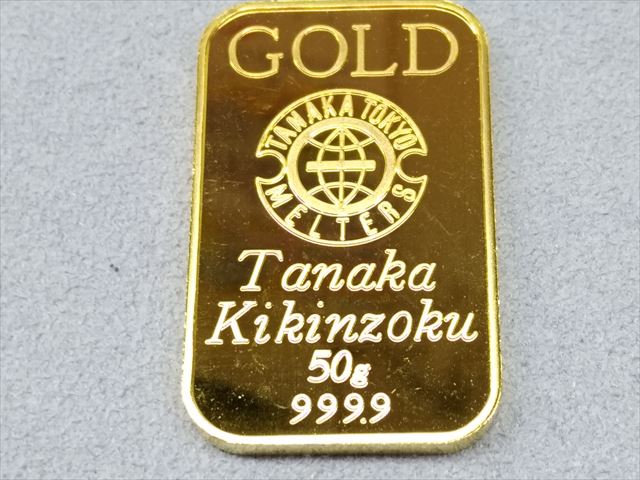 GOLD
TANAKA TOKYO
MELTERS
Tanaka
Kikinzoku
50g
999.9